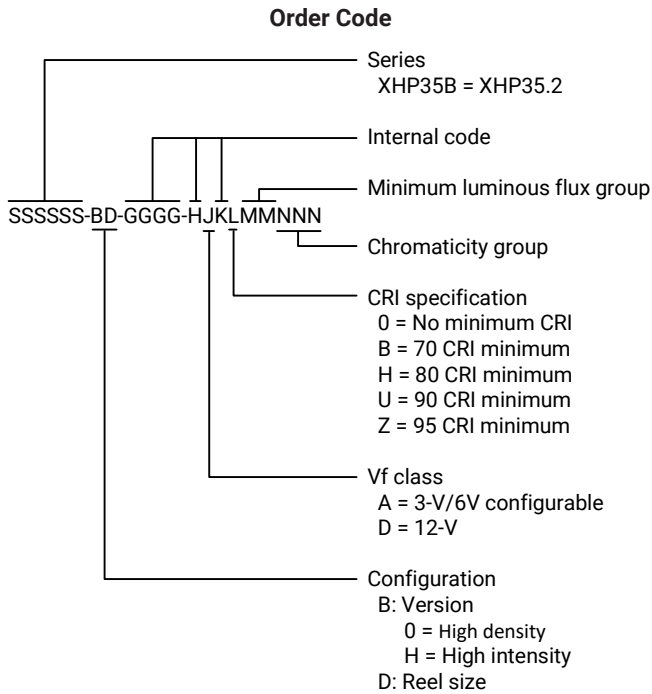 Order Code
Series
XHP35B = XHP35.2
Internal code
Minimum luminous flux group
SSSSSS-BD-GGGG-HJKLMMNNN
Chromaticity group
CRI specification
0 = No minimum CRI
B = 70 CRI minimum
H = 80 CRI minimum
U = 90 CRI minimum
Z = 95 CRI minimum
Vf class
A = 3-V/6V configurable
D = 12-V
Configuration
B: Version
0 = High density
H = High intensity
D: Reel size